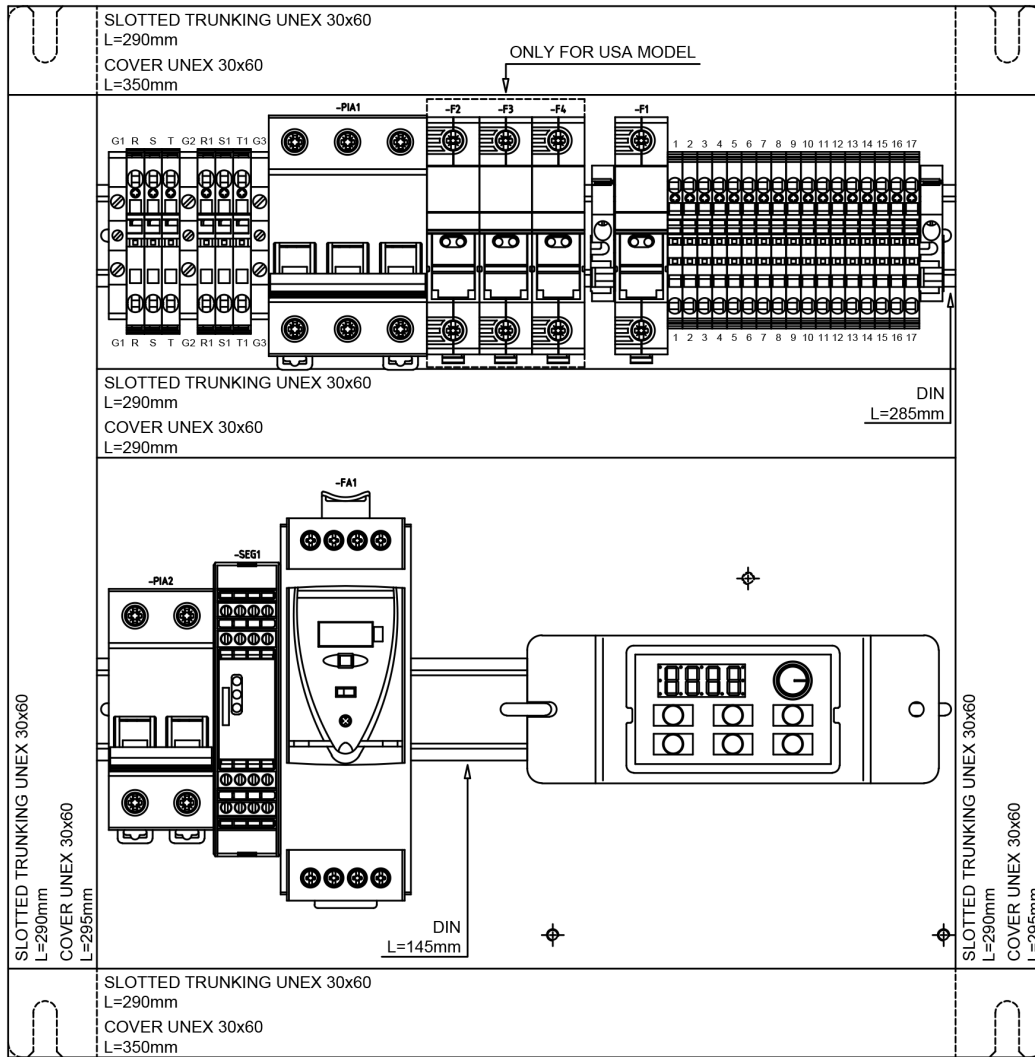 SLOTTED TRUNKING UNEX 30x60
L=290mm
COVER UNEX 30x60
L=350mm
ONLY FOR USA MODEL
-PIA1
-F2
-F3
-F4
-F1
G1 R S T G2 R1 S1 T1 G3
1 2 3 4 5 6 7 8 9 10 11 12 13 14 15 16 17
G1 R S T G2 R1 S1 T1 G3
1 2 3 4 5 6 7 8 9 10 11 12 13 14 15 16 17
SLOTTED TRUNKING UNEX 30x60
L=290mm
COVER UNEX 30x60
L=290mm
DIN
L=285mm
-FA1
-SEG1
-PIA2
8.8.8.8
DIN
L=145mm
SLOTTED TRUNKING UNEX 30x60
L=290mm
COVER UNEX 30x60
L=295mm
SLOTTED TRUNKING UNEX 30x60
L=290mm
COVER UNEX 30x60
L=295mm
SLOTTED TRUNKING UNEX 30x60
L=290mm
COVER UNEX 30x60
L=350mm